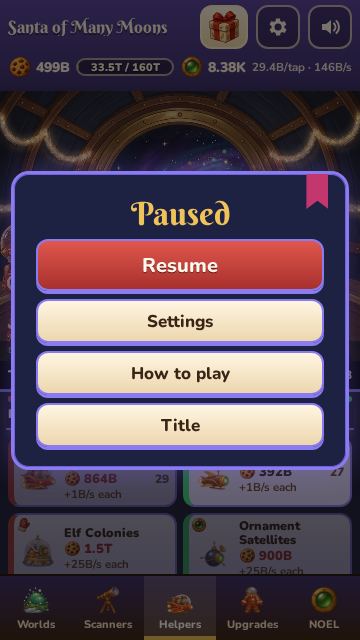 Santa of Many Moons
499B 33.5T / 160T 8.38K 29.4B/tap · 146B/s
Paused
Resume
Settings
How to play
Title
864B 29 392B 27
+1B/s each +1B/s each
Elf Colonies
1.5T
+25B/s each
Ornament Satellites
900B
+25B/s each
Worlds Scanners Helpers Upgrades NOEL